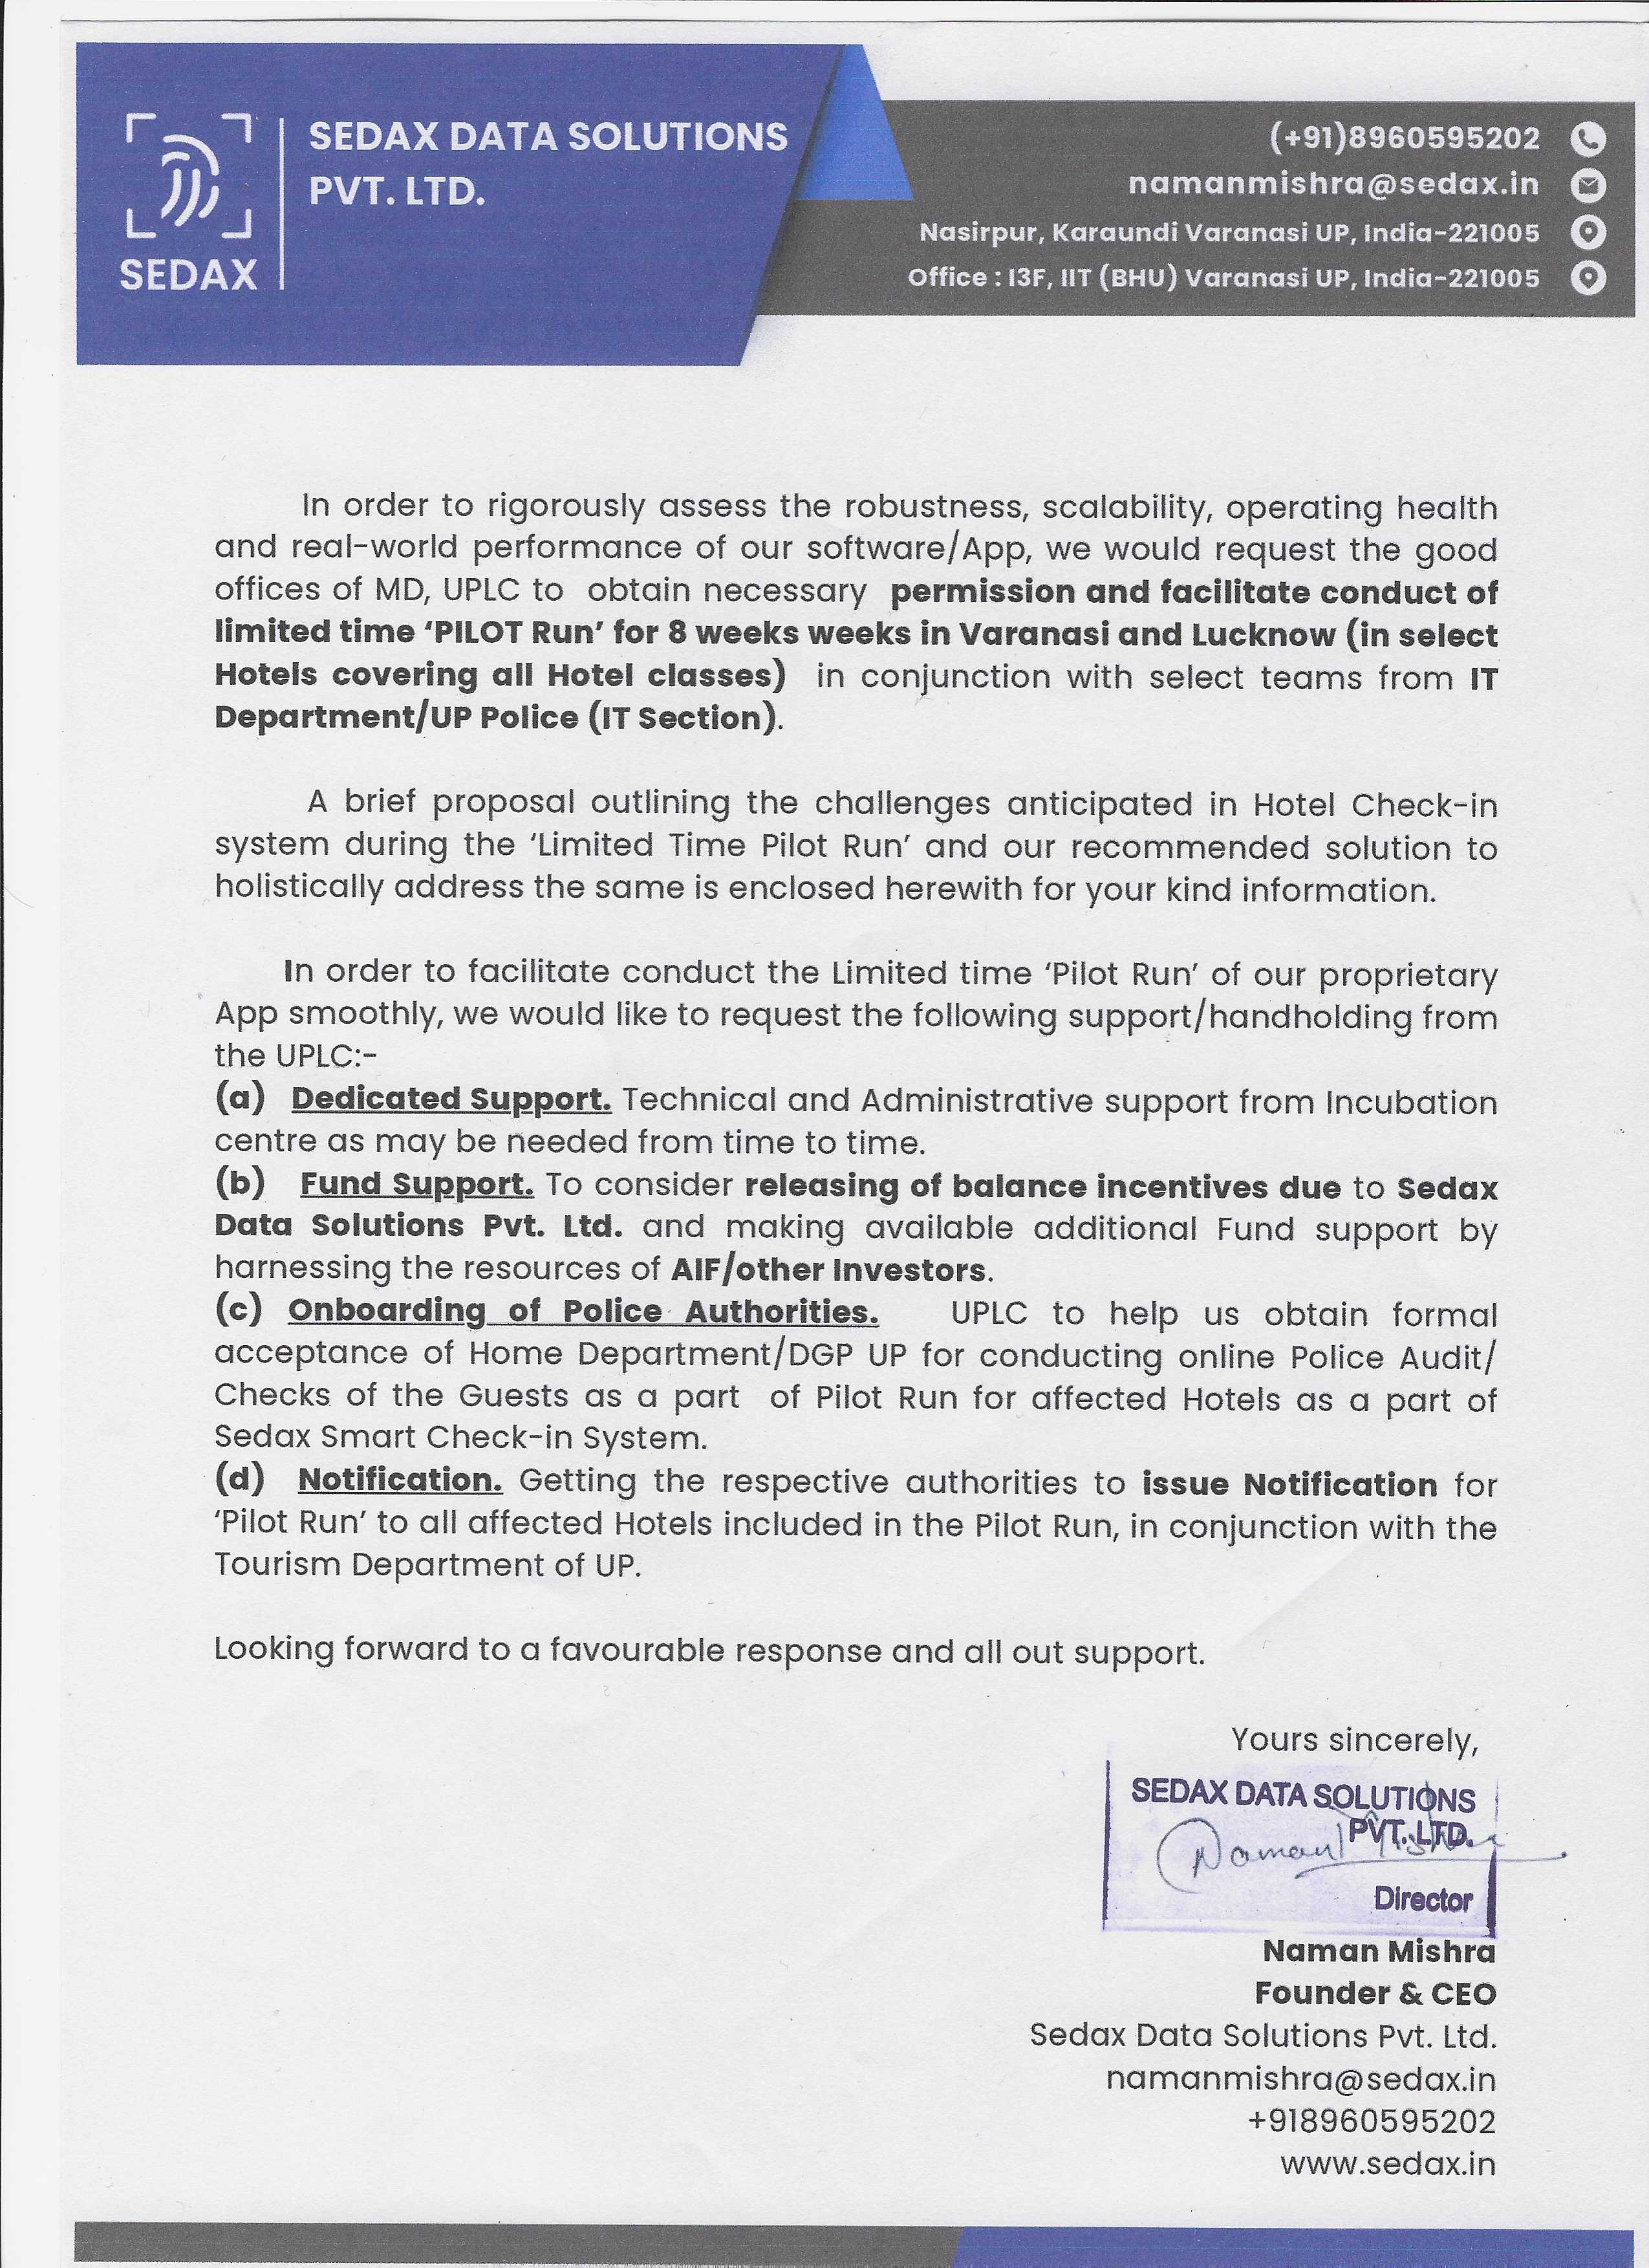 SEDAX DATA SOLUTIONS
PVT. LTD.
SEDAX
(+91)8960595202
namanmishra@sedax.in
Nasirpur, Karaundi Varanasi UP, India-221005
Office : I3F, IIT (BHU) Varanasi UP, India-221005
In order to rigorously assess the robustness, scalability, operating health
and real-world performance of our software/App, we would request the good
offices of MD, UPLC to obtain necessary permission and facilitate conduct of
limited time ‘PILOT Run’ for 8 weeks weeks in Varanasi and Lucknow (in select
Hotels covering all Hotel classes) in conjunction with select teams from IT
Department/UP Police (IT Section).
A brief proposal outlining the challenges anticipated in Hotel Check-in
system during the ‘Limited Time Pilot Run’ and our recommended solution to
holistically address the same is enclosed herewith for your kind information.
In order to facilitate conduct the Limited time ‘Pilot Run’ of our proprietary
App smoothly, we would like to request the following support/handholding from
the UPLC:-
(a) Dedicated Support. Technical and Administrative support from Incubation
centre as may be needed from time to time.
(b) Fund Support. To consider releasing of balance incentives due to Sedax
Data Solutions Pvt. Ltd. and making available additional Fund support by
harnessing the resources of AIF/other Investors.
(c) Onboarding of Police Authorities. UPLC to help us obtain formal
acceptance of Home Department/DGP UP for conducting online Police Audit/
Checks of the Guests as a part of Pilot Run for affected Hotels as a part of
Sedax Smart Check-in System.
(d) Notification. Getting the respective authorities to issue Notification for
‘Pilot Run’ to all affected Hotels included in the Pilot Run, in conjunction with the
Tourism Department of UP.
Looking forward to a favourable response and all out support.
Yours sincerely,
SEDAX DATA SOLUTIONS
PVT. LTD.
Naman Mishra
Director
Naman Mishra
Founder & CEO
Sedax Data Solutions Pvt. Ltd.
namanmishra@sedax.in
+918960595202
www.sedax.in